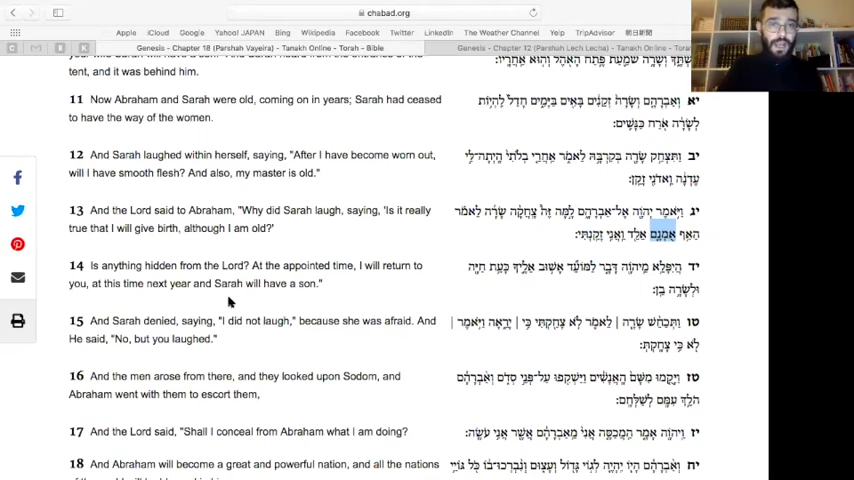 chabad.org
Apple iCloud Google Yahoo! JAPAN Bing Wikipedia Facebook Twitter LinkedIn The Weather Channel Yelp TripAdvisor 朝日新聞
Genesis - Chapter 18 (Parshah Vayeira) - Tanakh Online - Torah - Bible
Genesis - Chapter 12 (Parshah Lech Lecha) - Tanakh Online - Torah - Bible
tent, and it was behind him.
שְׁתֶּ֑ךָ וְשָׂרָ֥ה שֹׁמַ֛עַת פֶּ֥תַח הָאֹ֖הֶל וְה֥וּא אַֽחֲרָֽיו:
11 Now Abraham and Sarah were old, coming on in years; Sarah had ceased
to have the way of the women.
יא וְאַבְרָהָ֤ם וְשָׂרָה֙ זְקֵנִ֔ים בָּאִ֖ים בַּיָּמִ֑ים חָדַל֙ לִֽהְי֣וֹת
לְשָׂרָ֔ה אֹ֖רַח כַּנָּשִֽׁים:
12 And Sarah laughed within herself, saying, "After I have become worn out,
will I have smooth flesh? And also, my master is old."
יב וַתִּצְחַ֥ק שָׂרָ֖ה בְּקִרְבָּ֣הּ לֵאמֹ֑ר אַֽחֲרֵ֤י בְלֹתִי֙ הָֽיְתָה־לִּ֣י
עֶדְנָ֔ה וַֽאדֹנִ֖י זָקֵֽן:
13 And the Lord said to Abraham, "Why did Sarah laugh, saying, 'Is it really
true that I will give birth, although I am old?'
יג וַיֹּ֥אמֶר יְהֹוָ֖ה אֶל־אַבְרָהָ֑ם לָ֣מָּה זֶּה֩ צָֽחֲקָ֨ה שָׂרָ֜ה לֵאמֹ֗ר
הַאַ֥ף אֻמְנָ֛ם אֵלֵ֖ד וַֽאֲנִ֥י זָקַֽנְתִּי:
14 Is anything hidden from the Lord? At the appointed time, I will return to
you, at this time next year and Sarah will have a son."
יד הֲיִפָּלֵ֥א מֵֽיְהֹוָ֖ה דָּבָ֑ר לַמּוֹעֵ֞ד אָשׁ֥וּב אֵלֶ֛יךָ כָּעֵ֥ת חַיָּ֖ה
וּלְשָׂרָ֥ה בֵֽן:
15 And Sarah denied, saying, "I did not laugh," because she was afraid. And
He said, "No, but you laughed."
טו וַתְּכַחֵ֨שׁ שָׂרָ֧ה | לֵאמֹ֛ר לֹ֥א צָחַ֖קְתִּי כִּ֣י | יָרֵ֑אָה וַיֹּ֥אמֶר |
לֹ֖א כִּ֥י צָחָֽקְתְּ:
16 And the men arose from there, and they looked upon Sodom, and
Abraham went with them to escort them,
טז וַיָּקֻ֤מוּ מִשָּׁם֙ הָֽאֲנָשִׁ֔ים וַיַּשְׁקִ֖פוּ עַל־פְּנֵ֣י סְדֹ֑ם וְאַ֨בְרָהָ֔ם
הֹלֵ֥ךְ עִמָּ֖ם לְשַׁלְּחָֽם:
17 And the Lord said, "Shall I conceal from Abraham what I am doing?
יז וַֽיהֹוָ֖ה אָמָ֑ר הַֽמְכַסֶּ֤ה אֲנִי֙ מֵֽאַבְרָהָ֔ם אֲשֶׁ֖ר אֲנִ֥י עֹשֶֽׂה:
18 And Abraham will become a great and powerful nation, and all the nations
יח וְאַ֨בְרָהָ֔ם הָי֧וֹ יִֽהְיֶ֛ה לְג֥וֹי גָּד֖וֹל וְעָצ֑וּם וְנִ֨בְרְכוּ־ב֔וֹ כֹּ֖ל גּוֹיֵ֥י